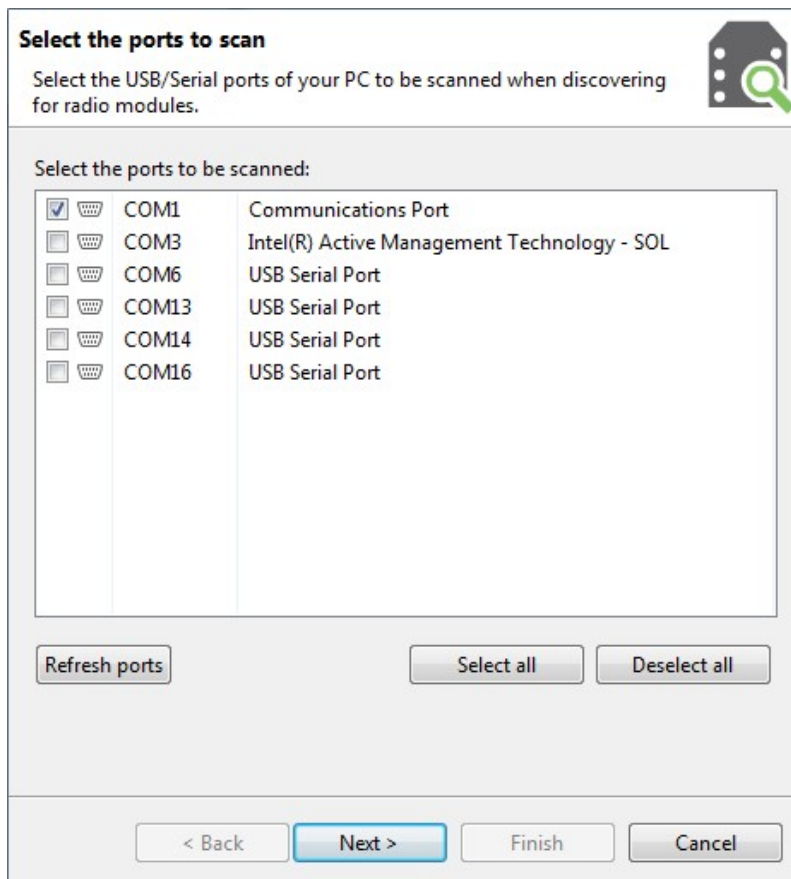 Select the ports to scan
Select the USB/Serial ports of your PC to be scanned when discovering
for radio modules.
Select the ports to be scanned:
COM1 Communications Port
COM3 Intel(R) Active Management Technology - SOL
COM6 USB Serial Port
COM13 USB Serial Port
COM14 USB Serial Port
COM16 USB Serial Port
Refresh ports Select all Deselect all
< Back Next > Finish Cancel